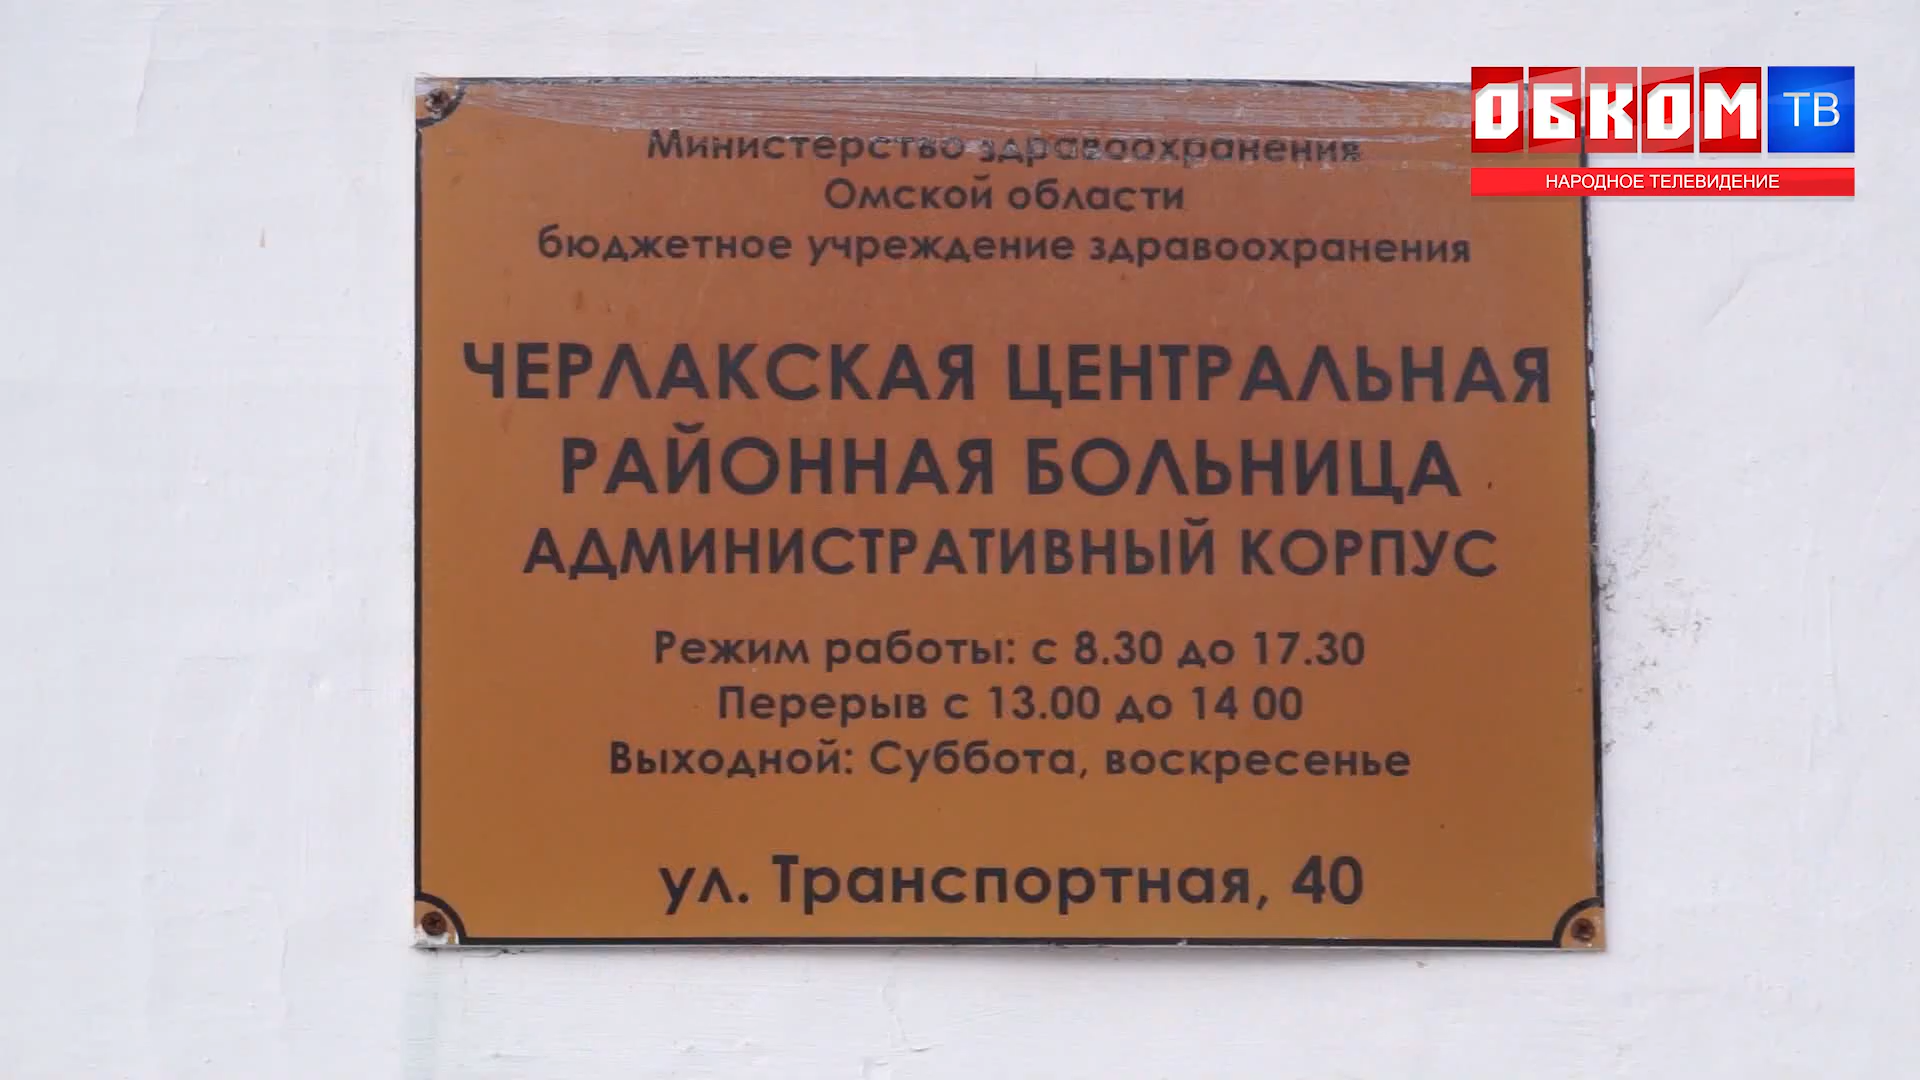 ОБКОМ ТВ
НАРОДНОЕ ТЕЛЕВИДЕНИЕ
Министерство здравоохранения
Омской области
бюджетное учреждение здравоохранения
ЧЕРЛАКСКАЯ ЦЕНТРАЛЬНАЯ
РАЙОННАЯ БОЛЬНИЦА
АДМИНИСТРАТИВНЫЙ КОРПУС
Режим работы: с 8.30 до 17.30
Перерыв с 13.00 до 14 00
Выходной: Суббота, воскресенье
ул. Транспортная, 40